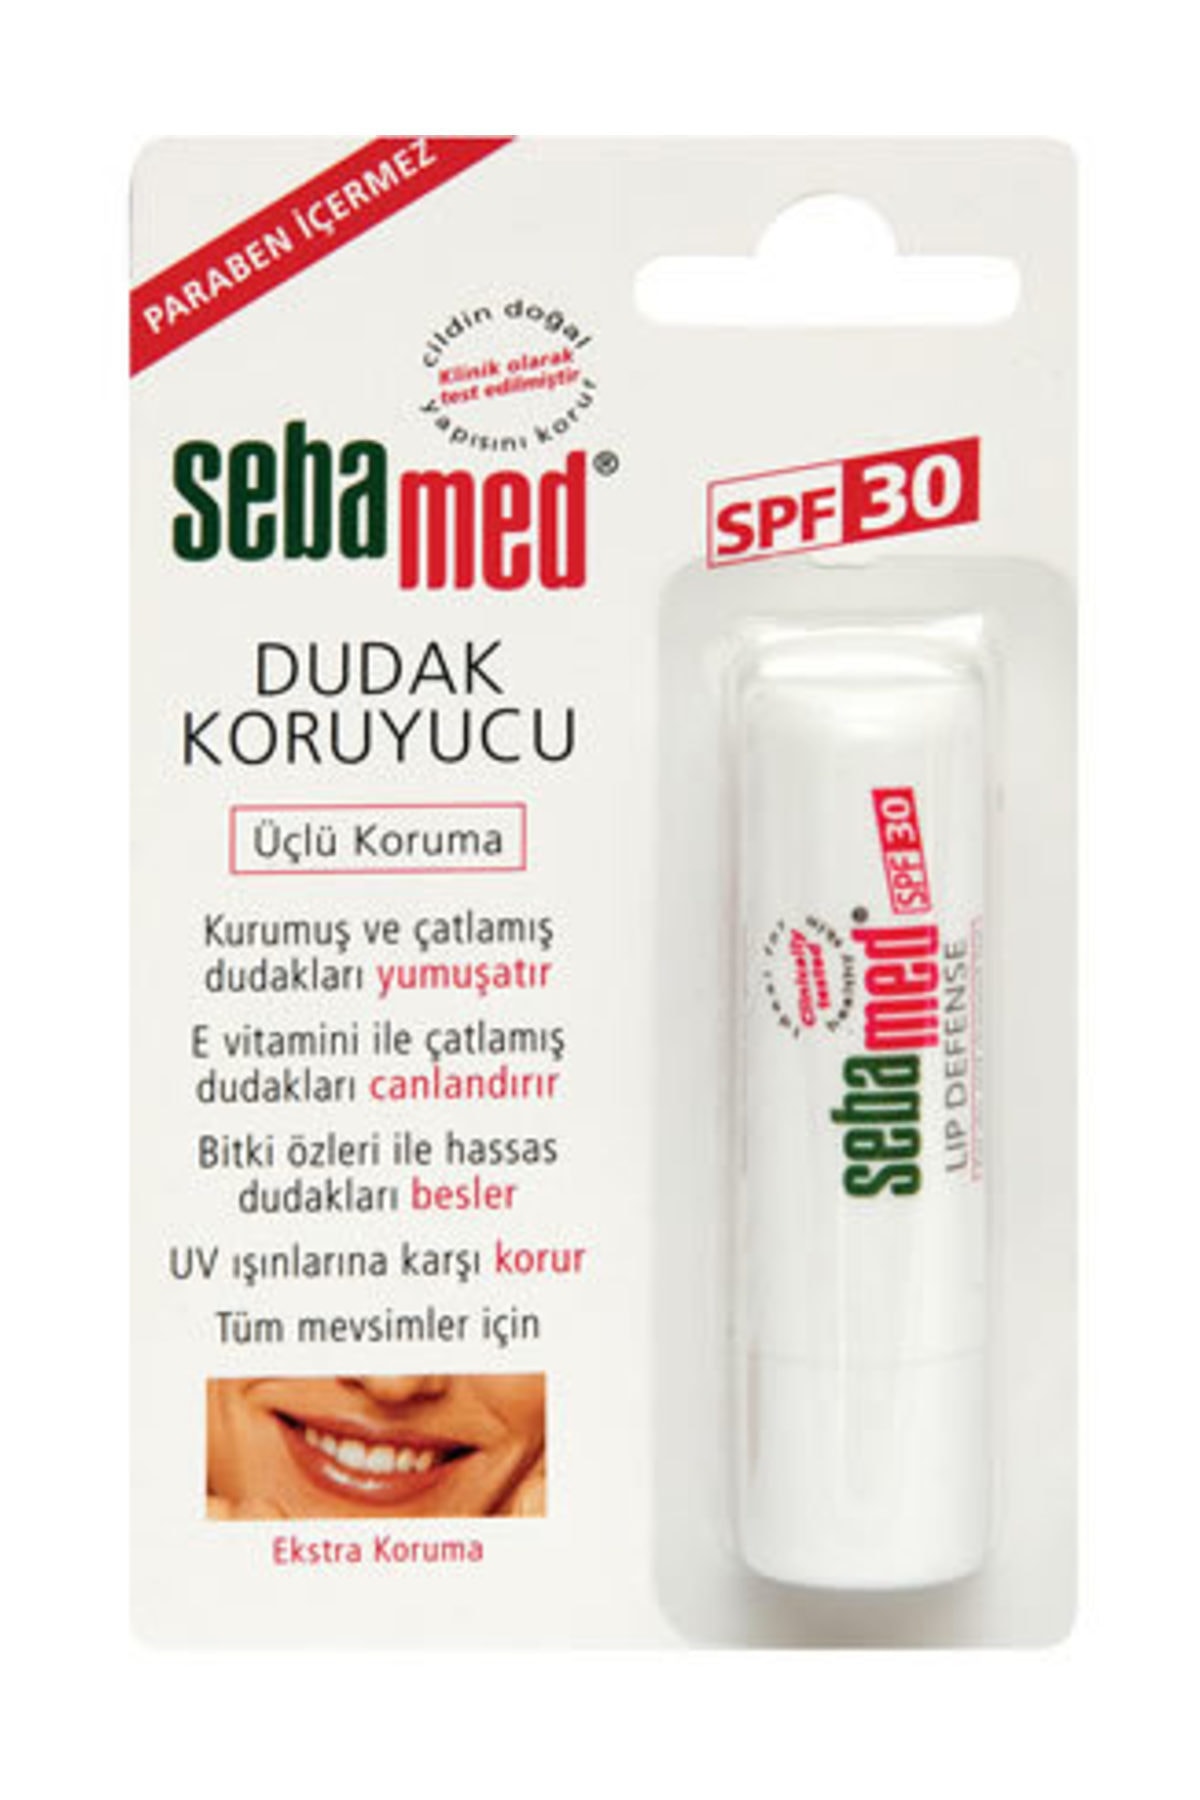 PARABEN İÇERMEZ
cildin doğal
Klinik olarak
test edilmiştir
yapısını korur
sebamed®
SPF 30
DUDAK
KORUYUCU
Üçlü Koruma
Kurumuş ve çatlamış
dudakları yumuşatır
E vitamini ile çatlamış
dudakları canlandırır
Bitki özleri ile hassas
dudakları besler
UV ışınlarına karşı korur
Tüm mevsimler için
Ekstra Koruma
Clinically
tested
sebamed®
SPF 30
LIP DEFENSE